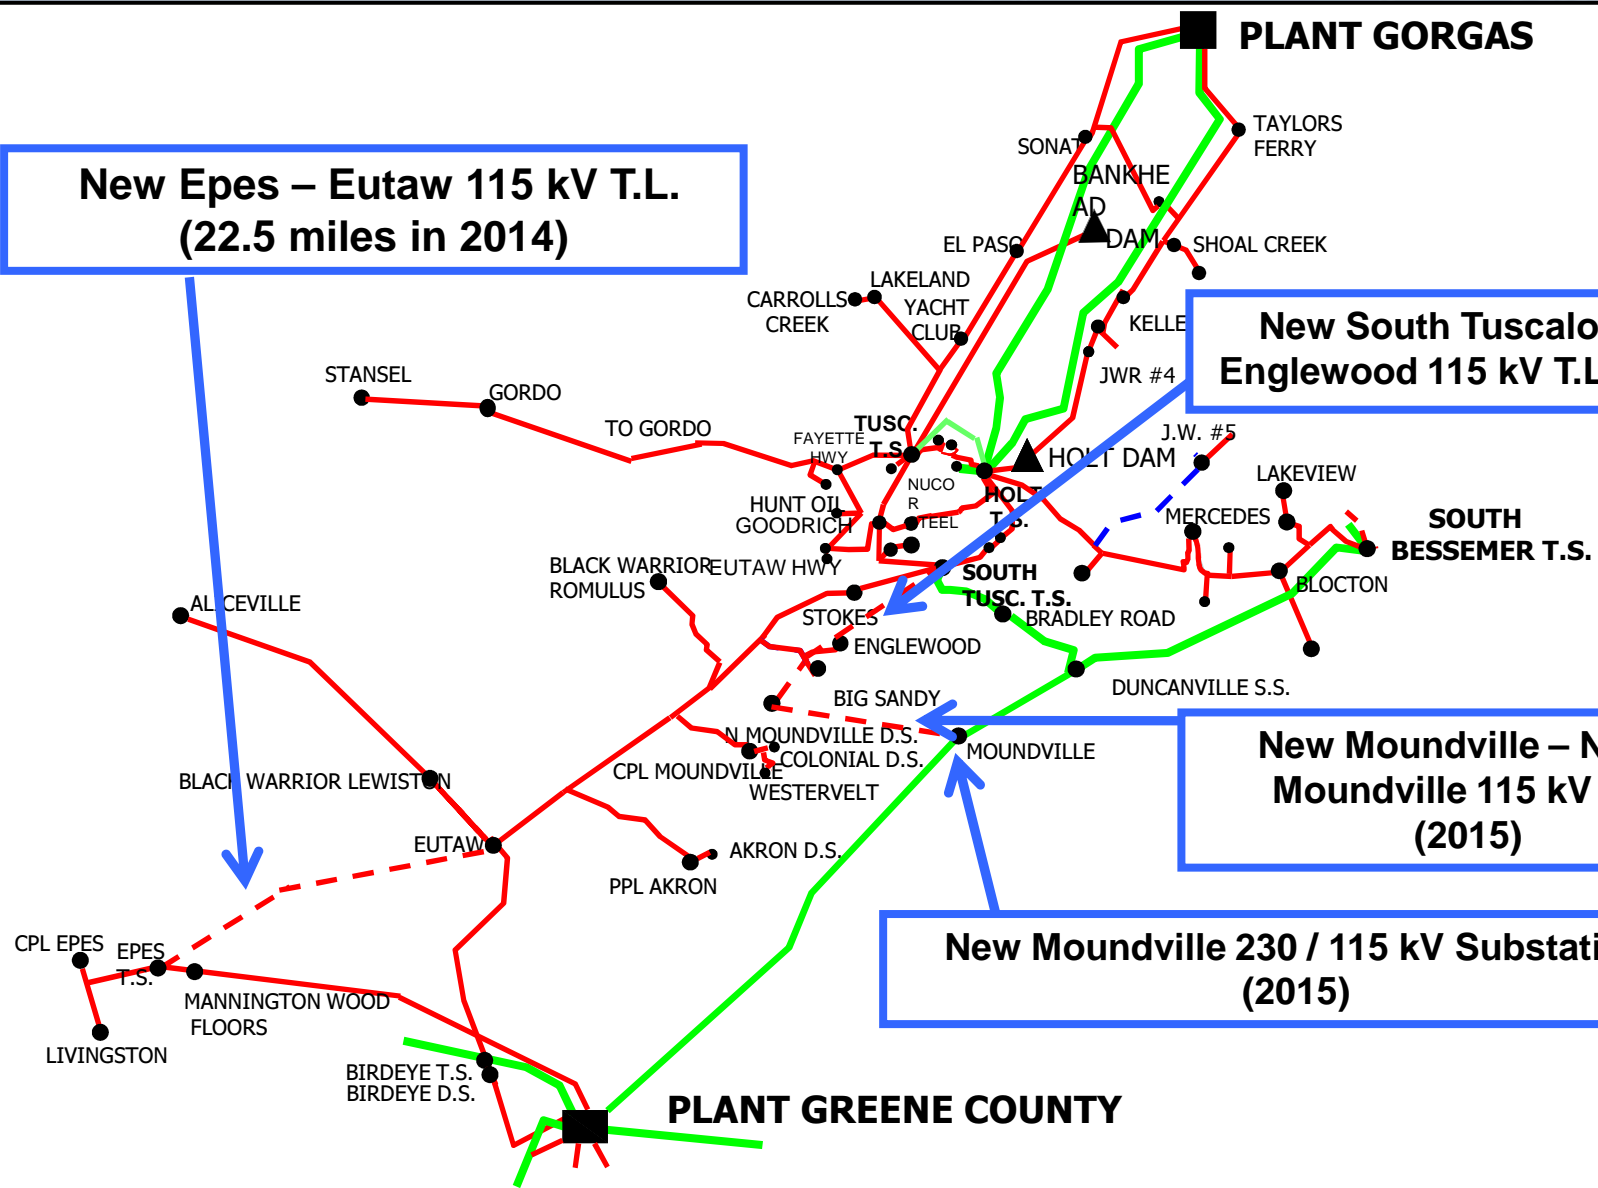 PLANT GORGAS
TAYLORS
FERRY
SONAT
BANKHE
AD
DAM
New Epes – Eutaw 115 kV T.L.
(22.5 miles in 2014)
EL PASO
SHOAL CREEK
LAKELAND
CARROLLS
CREEK
YACHT
CLUB
KELLE
New South Tuscalo
Englewood 115 kV T.L
JWR #4
STANSEL
GORDO
TO GORDO
TUSC.
T.S.
FAYETTE
HWY
J.W. #5
HOLT DAM
LAKEVIEW
NUCO
R
STEEL
HOLT
T.S.
HUNT OIL
GOODRICH
MERCEDES
SOUTH
BESSEMER T.S.
BLACK WARRIOR
ROMULUS
EUTAW HWY
SOUTH
TUSC. T.S.
BLOCTON
ALICEVILLE
STOKES
BRADLEY ROAD
ENGLEWOOD
DUNCANVILLE S.S.
BIG SANDY
N MOUNDVILLE D.S.
COLONIAL D.S.
MOUNDVILLE
CPL MOUNDVILLE
WESTERVELT
New Moundville – N
Moundville 115 kV
(2015)
BLACK WARRIOR LEWISTON
EUTAW
AKRON D.S.
PPL AKRON
New Moundville 230 / 115 kV Substati
(2015)
CPL EPES
EPES
T.S.
MANNINGTON WOOD
FLOORS
LIVINGSTON
BIRDEYE T.S.
BIRDEYE D.S.
PLANT GREENE COUNTY